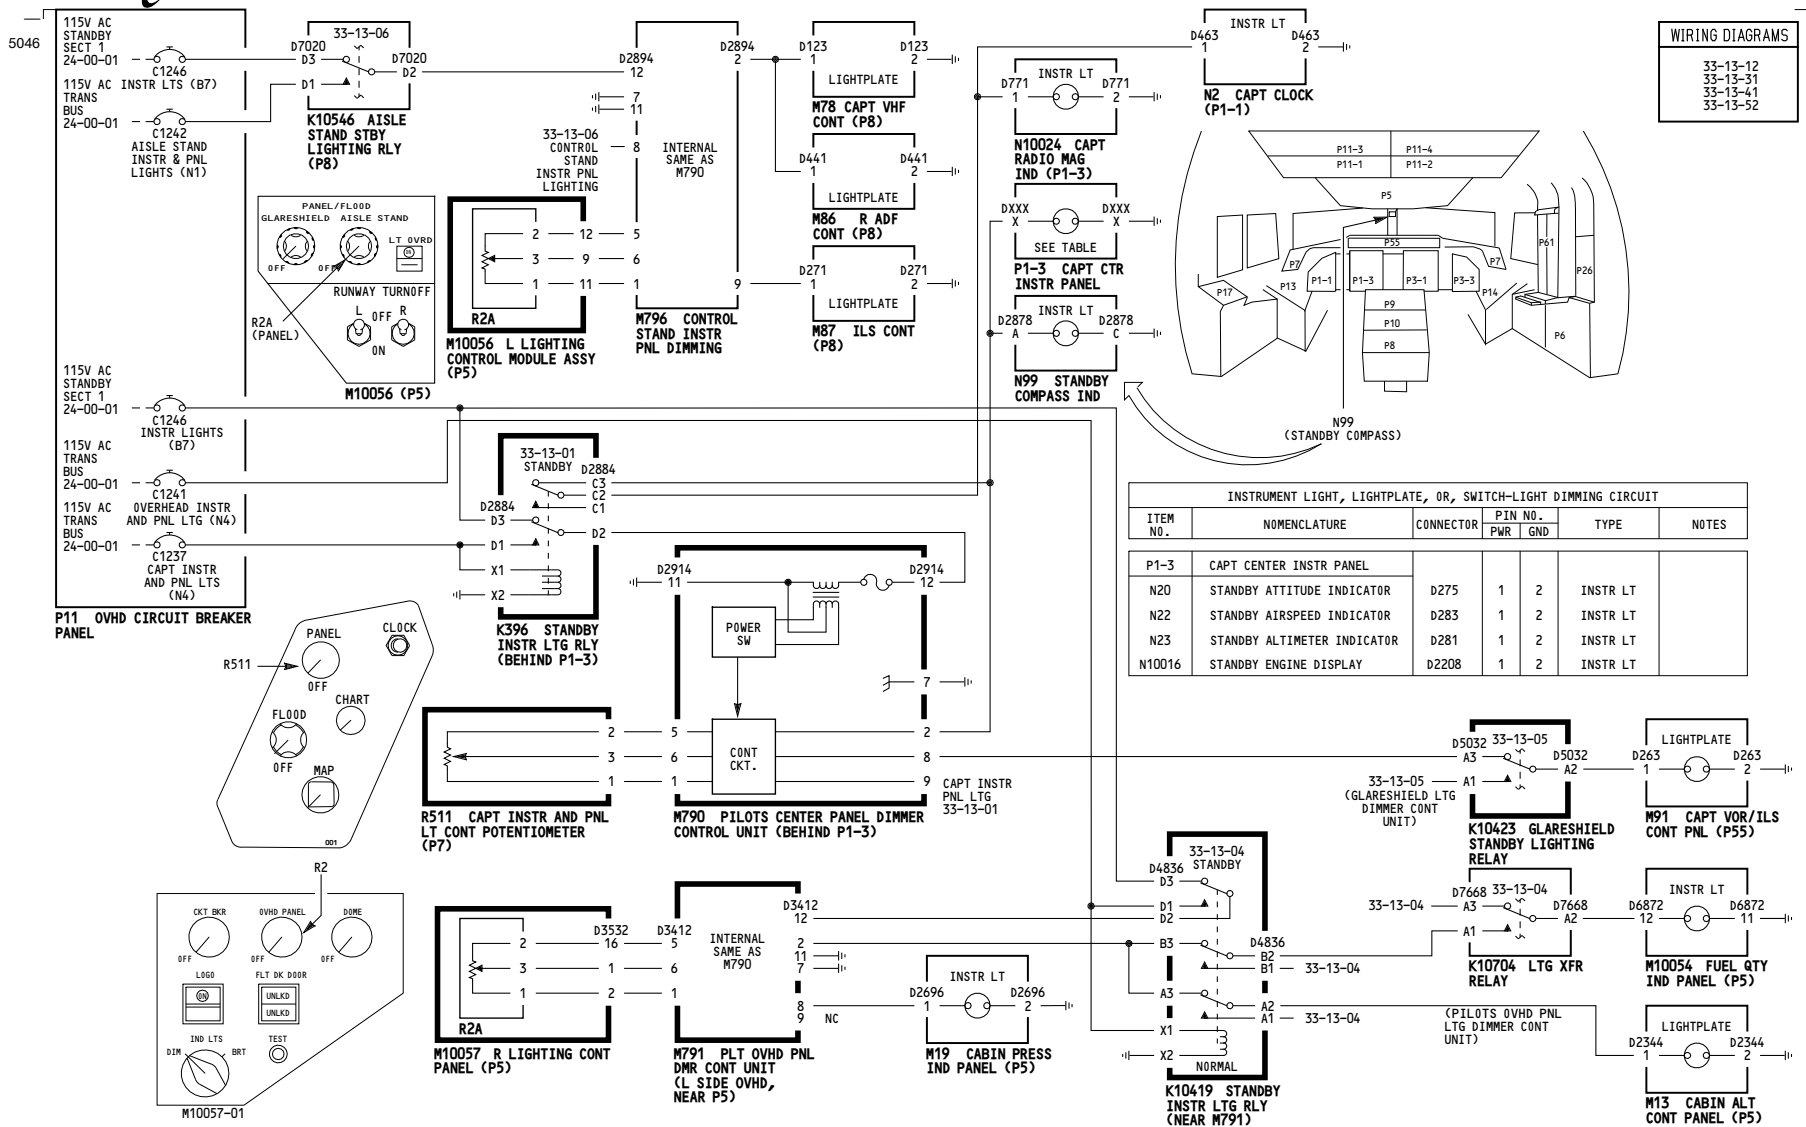 5046
115V AC
STANDBY
SECT 1
24-00-01
C1246
INSTR LTS (B7)
115V AC
TRANS
BUS
24-00-01
C1242
AISLE STAND
INSTR & PNL
LIGHTS (N1)
33-13-06
D7020
D3
D7020
D2
D1
K10546 AISLE
STAND STBY
LIGHTING RLY
(P8)
PANEL/FLOOD
GLARESHIELD AISLE STAND
LT OVRD
ON
OFF
OFF
RUNWAY TURNOFF
L OFF R
ON
R2A
(PANEL)
M10056 (P5)
33-13-06
CONTROL
STAND
INSTR PNL
LIGHTING
2 12 5
3 9 6
1 11 1
R2A
M10056 L LIGHTING
CONTROL MODULE ASSY
(P5)
D2894
12
7
11
8
INTERNAL
SAME AS
M790
D2894
2
9
M796 CONTROL
STAND INSTR
PNL DIMMING
D123
1
D123
2
LIGHTPLATE
M78 CAPT VHF
CONT (P8)
D441
1
D441
2
LIGHTPLATE
M86 R ADF
CONT (P8)
D271
1
D271
2
LIGHTPLATE
M87 ILS CONT
(P8)
INSTR LT
D463
1
D463
2
N2 CAPT CLOCK
(P1-1)
INSTR LT
D771
1
D771
2
N10024 CAPT
RADIO MAG
IND (P1-3)
DXXX
X
DXXX
X
SEE TABLE
P1-3 CAPT CTR
INSTR PANEL
INSTR LT
D2878
A
D2878
C
N99 STANDBY
COMPASS IND
WIRING DIAGRAMS
33-13-12
33-13-31
33-13-41
33-13-52
P11-3 P11-4
P11-1 P11-2
P5
P55
P61
P26
P7
P7
P1-1 P1-3 P3-1 P3-3
P17
P13
P14
P9
P10
P8
P6
N99
(STANDBY COMPASS)
115V AC
STANDBY
SECT 1
24-00-01
C1246
INSTR LIGHTS
(B7)
115V AC
TRANS
BUS
24-00-01
C1241
OVERHEAD INSTR
AND PNL LTG (N4)
115V AC
TRANS
BUS
24-00-01
C1237
CAPT INSTR
AND PNL LTS
(N4)
P11 OVHD CIRCUIT BREAKER
PANEL
33-13-01
STANDBY
D2884
C3
C2
C1
D2884
D3
D2
D1
X1
X2
K396 STANDBY
INSTR LTG RLY
(BEHIND P1-3)
D2914
11
D2914
12
POWER
SW
7
CONT
CKT.
5
6
1
2
8
9
CAPT INSTR
PNL LTG
33-13-01
M790 PILOTS CENTER PANEL DIMMER
CONTROL UNIT (BEHIND P1-3)
2
3
1
R511 CAPT INSTR AND PNL
LT CONT POTENTIOMETER
(P7)
PANEL
CLOCK
R511
OFF
CHART
FLOOD
OFF
MAP
001
INSTRUMENT LIGHT, LIGHTPLATE, OR, SWITCH-LIGHT DIMMING CIRCUIT
ITEM NO. NOMENCLATURE CONNECTOR PIN NO. PWR GND TYPE NOTES
P1-3 CAPT CENTER INSTR PANEL
N20 STANDBY ATTITUDE INDICATOR D275 1 2 INSTR LT
N22 STANDBY AIRSPEED INDICATOR D283 1 2 INSTR LT
N23 STANDBY ALTIMETER INDICATOR D281 1 2 INSTR LT
N10016 STANDBY ENGINE DISPLAY D2208 1 2 INSTR LT
D5032
A3
33-13-05
D5032
A2
33-13-05 A1
(GLARESHIELD LTG
DIMMER CONT
UNIT)
K10423 GLARESHIELD
STANDBY LIGHTING
RELAY
LIGHTPLATE
D263
1
D263
2
M91 CAPT VOR/ILS
CONT PNL (P55)
33-13-04
D7668
A3
33-13-04
D7668
A2
A1
K10704 LTG XFR
RELAY
INSTR LT
D6872
12
D6872
11
M10054 FUEL QTY
IND PANEL (P5)
(PILOTS OVHD PNL
LTG DIMMER CONT
UNIT)
LIGHTPLATE
D2344
1
D2344
2
M13 CABIN ALT
CONT PANEL (P5)
33-13-04
STANDBY
D4836
D3
D1
D2
B3
D4836
B2
B1 33-13-04
A3
A2
A1 33-13-04
X1
X2
NORMAL
K10419 STANDBY
INSTR LTG RLY
(NEAR M791)
R2
CKT BKR
OVHD PANEL
DOME
OFF
OFF
OFF
LOGO
ON
FLT DK DOOR
UNLKD
UNLKD
IND LTS
DIM
BRT
TEST
M10057-01
D3532
2 16
3 1
1 2
R2A
M10057 R LIGHTING CONT
PANEL (P5)
D3412
5
6
1
INTERNAL
SAME AS
M790
D3412
12
2
11
7
8
9 NC
M791 PLT OVHD PNL
DMR CONT UNIT
(L SIDE OVHD,
NEAR P5)
INSTR LT
D2696
1
D2696
2
M19 CABIN PRESS
IND PANEL (P5)